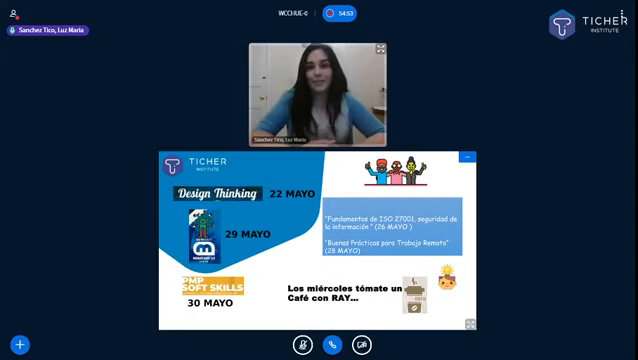 WCCHUE-0
54:53
Sanchez Tico, Luz Maria
TICHER
INSTITUTE
Sanchez Tico, Luz Maria
TICHER
INSTITUTE
Design Thinking
22 MAYO
"Fundamentos de ISO 27001, seguridad de
la información" (26 MAYO )
29 MAYO
"Buenas Prácticas para Trabajo Remoto"
(28 MAYO)
PMP
SOFT SKILLS
30 MAYO
Los miércoles tómate un
Café con RAY...